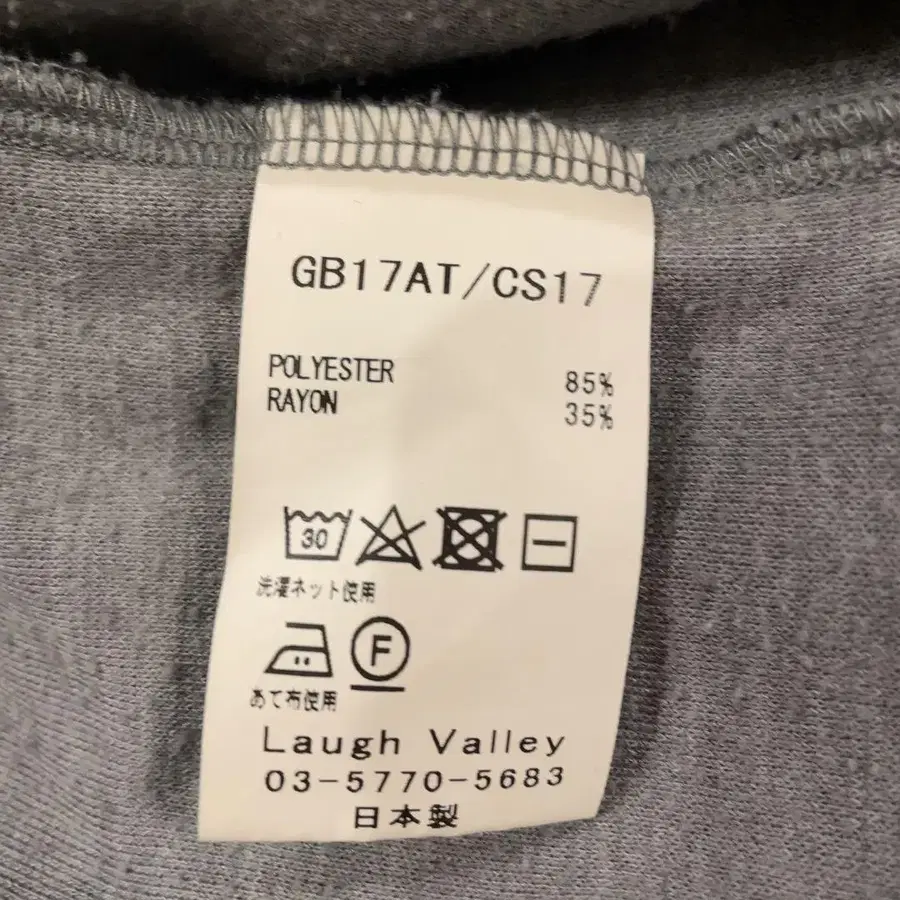 GB17AT/CS17
POLYESTER 85%
RAYON 35%
30
洗濯ネット使用
F
あて布使用
Laugh Valley
03-5770-5683
日本製